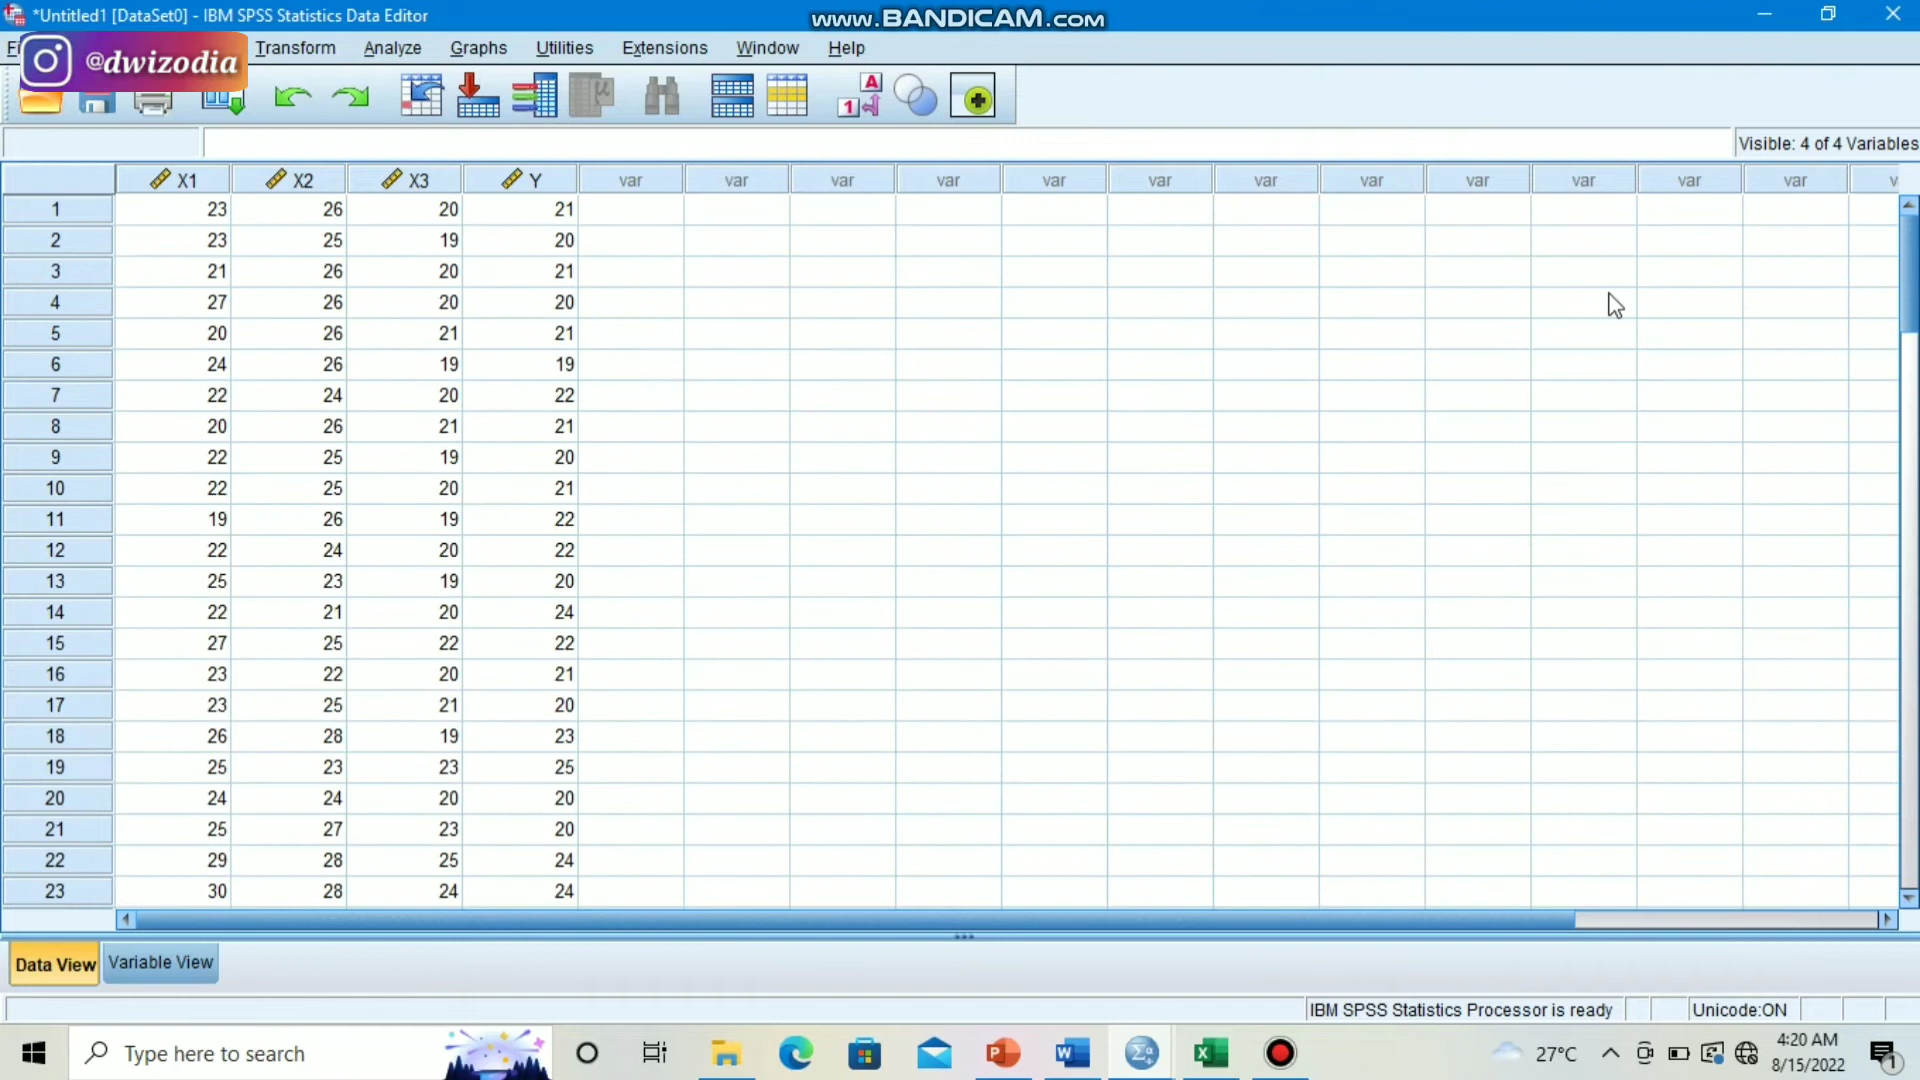 *Untitled1 [DataSet0] - IBM SPSS Statistics Data Editor
www.BANDICAM.com
@dwizodia
Transform Analyze Graphs Utilities Extensions Window Help
Visible: 4 of 4 Variables
X1 X2 X3 Y var var var var var var var var var var var var
1 23 26 20 21
2 23 25 19 20
3 21 26 20 21
4 27 26 20 20
5 20 26 21 21
6 24 26 19 19
7 22 24 20 22
8 20 26 21 21
9 22 25 19 20
10 22 25 20 21
11 19 26 19 22
12 22 24 20 22
13 25 23 19 20
14 22 21 20 24
15 27 25 22 22
16 23 22 20 21
17 23 25 21 20
18 26 28 19 23
19 25 23 23 25
20 24 24 20 20
21 25 27 23 20
22 29 28 25 24
23 30 28 24 24
Data View Variable View
IBM SPSS Statistics Processor is ready Unicode:ON
Type here to search
27°C
4:20 AM
8/15/2022
1